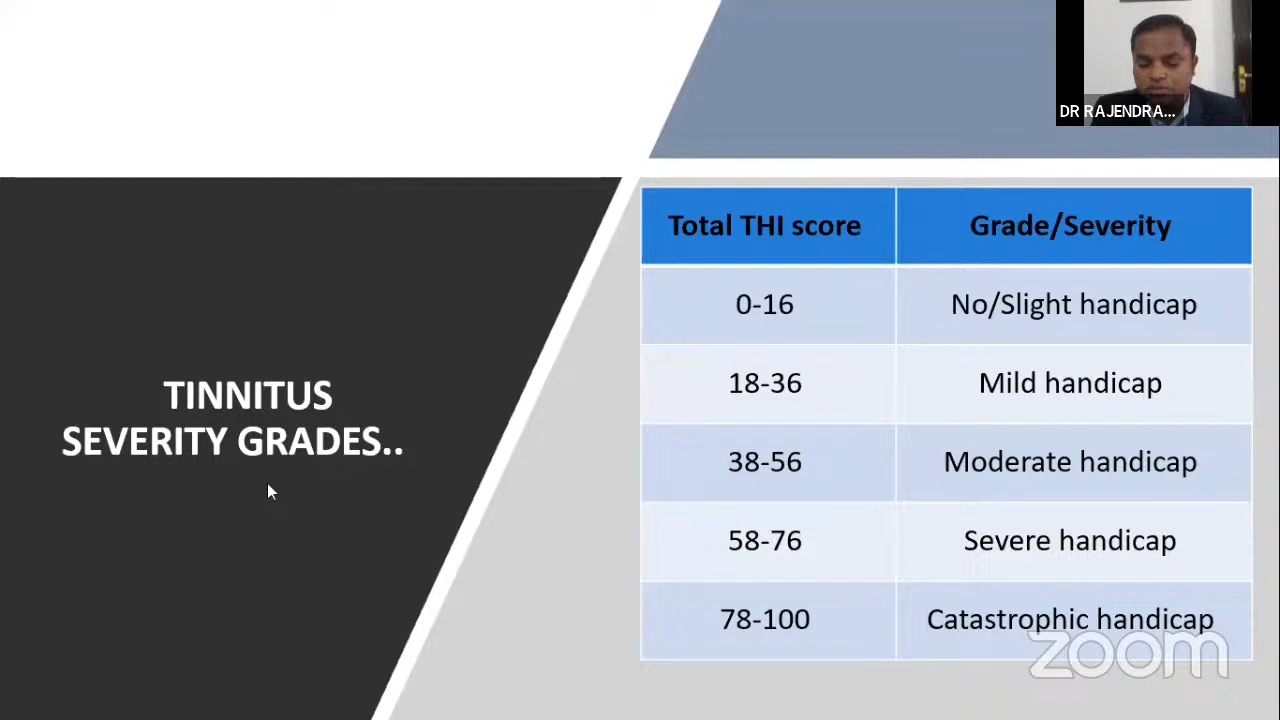 DR RAJENDRA...
TINNITUS
SEVERITY GRADES..
Total THI score Grade/Severity
0-16 No/Slight handicap
18-36 Mild handicap
38-56 Moderate handicap
58-76 Severe handicap
78-100 Catastrophic handicap
zoom